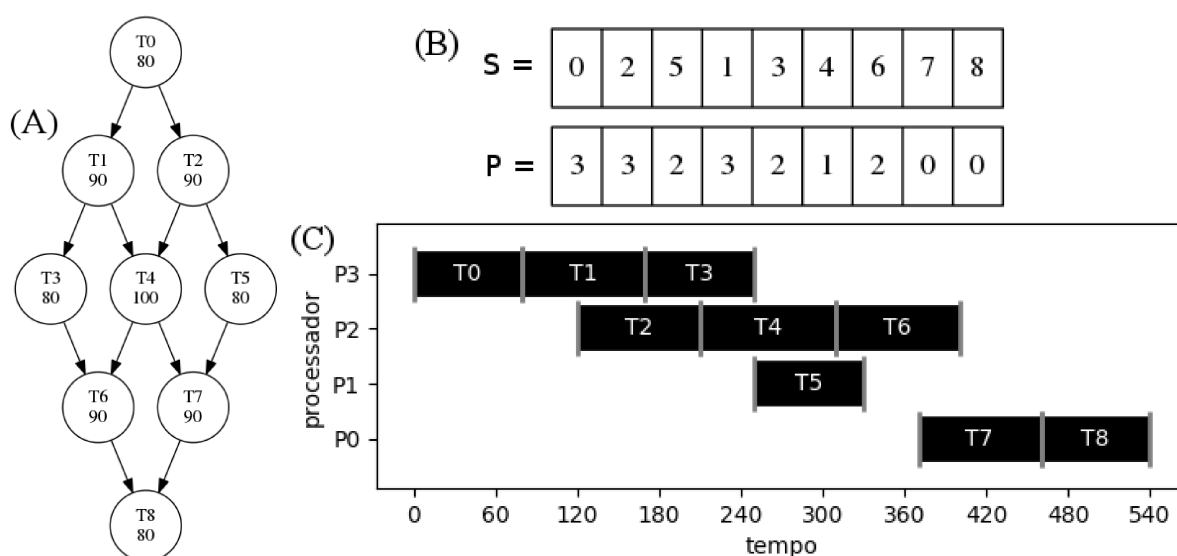 T0
80
(A)
T1
90
T2
90
T3
80
T4
100
T5
80
T6
90
T7
90
T8
80
(B)
S = 0 2 5 1 3 4 6 7 8
P = 3 3 2 3 2 1 2 0 0
(C)
P3 T0 T1 T3
P2 T2 T4 T6
P1 T5
P0 T7 T8
processador
0 60 120 180 240 300 360 420 480 540
tempo